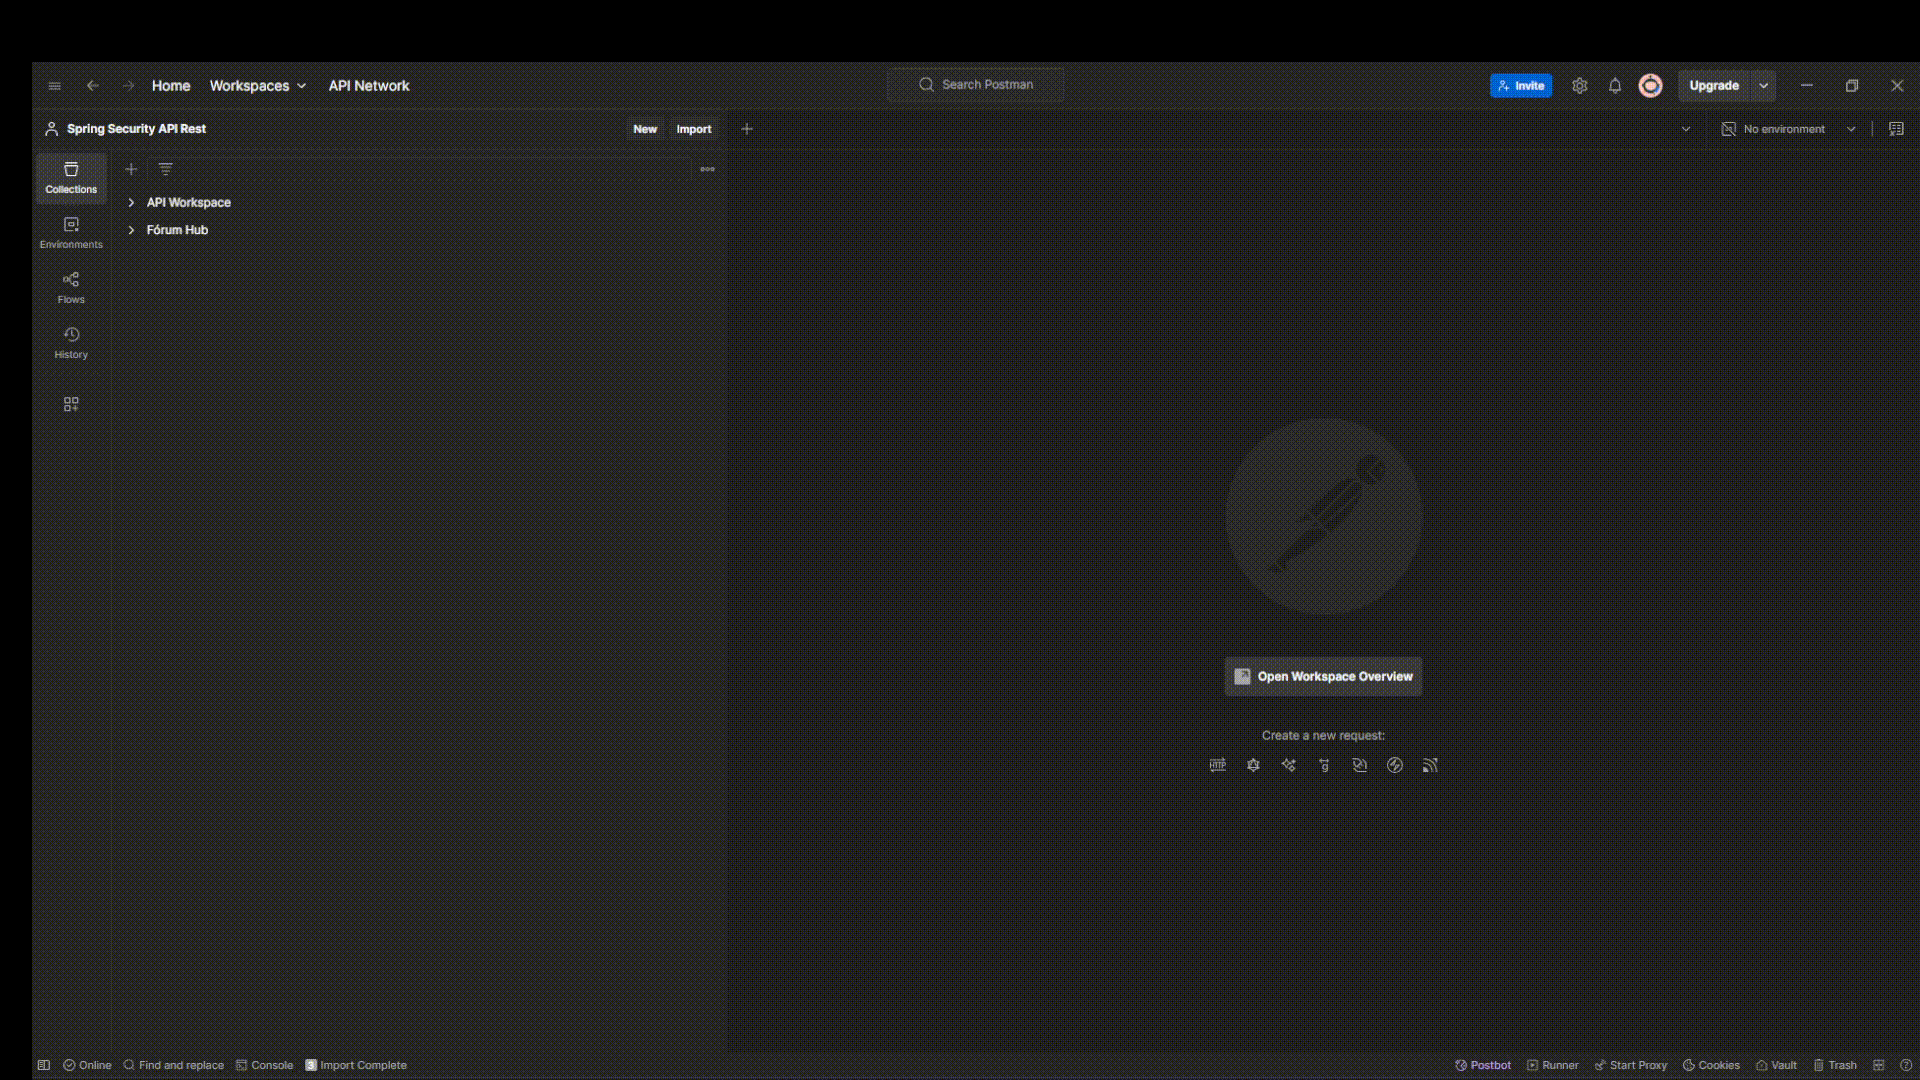 Home Workspaces API Network Search Postman Invite Upgrade
Spring Security API Rest New Import No environment
Collections
API Workspace
Fórum Hub
Environments
Flows
History
Open Workspace Overview
Create a new request:
HTTP
Online Find and replace Console Import Complete Postbot Runner Start Proxy Cookies Vault Trash